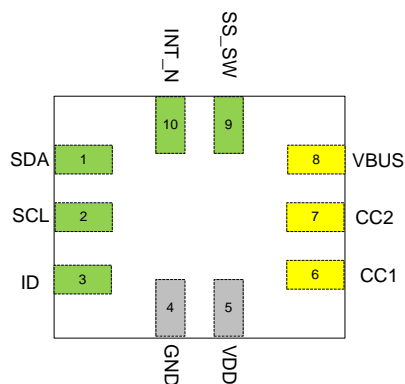 INT_N
SS_SW
10
9
SDA
1
8
VBUS
SCL
2
7
CC2
ID
3
6
CC1
4
5
GND
VDD